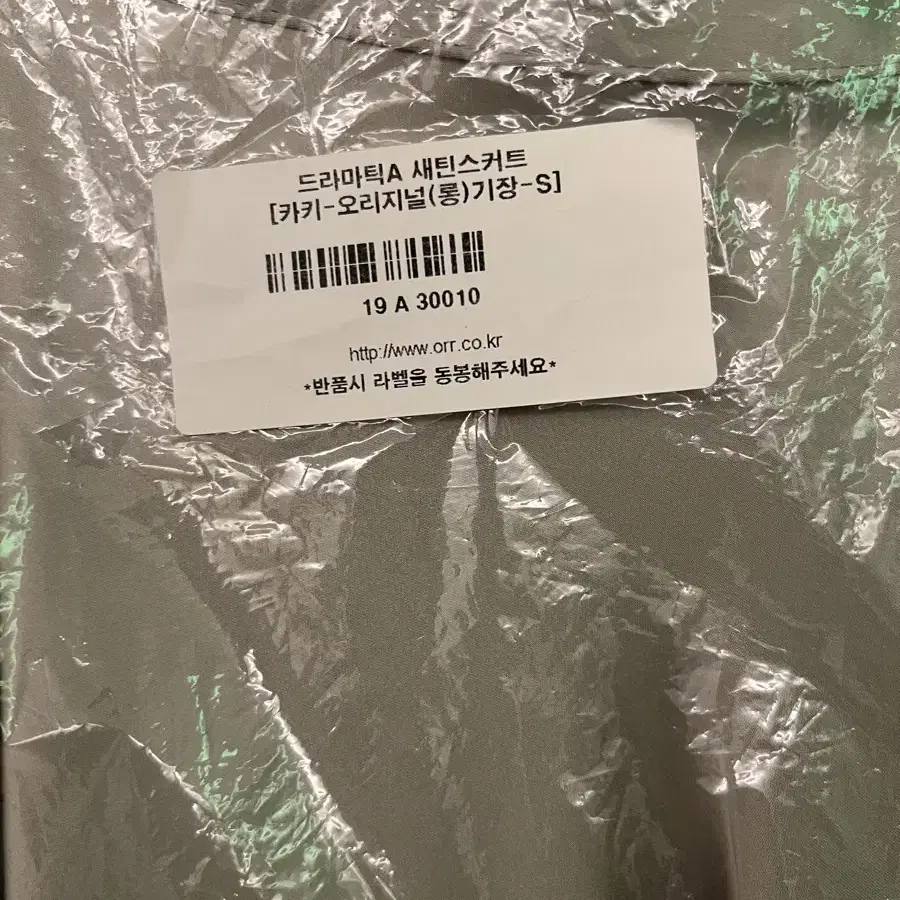 드라마틱A 새틴스커트
[카키-오리지널(롱)기장-S]
19 A 30010
http://www.orr.co.kr
*반품시 라벨을 동봉해주세요*